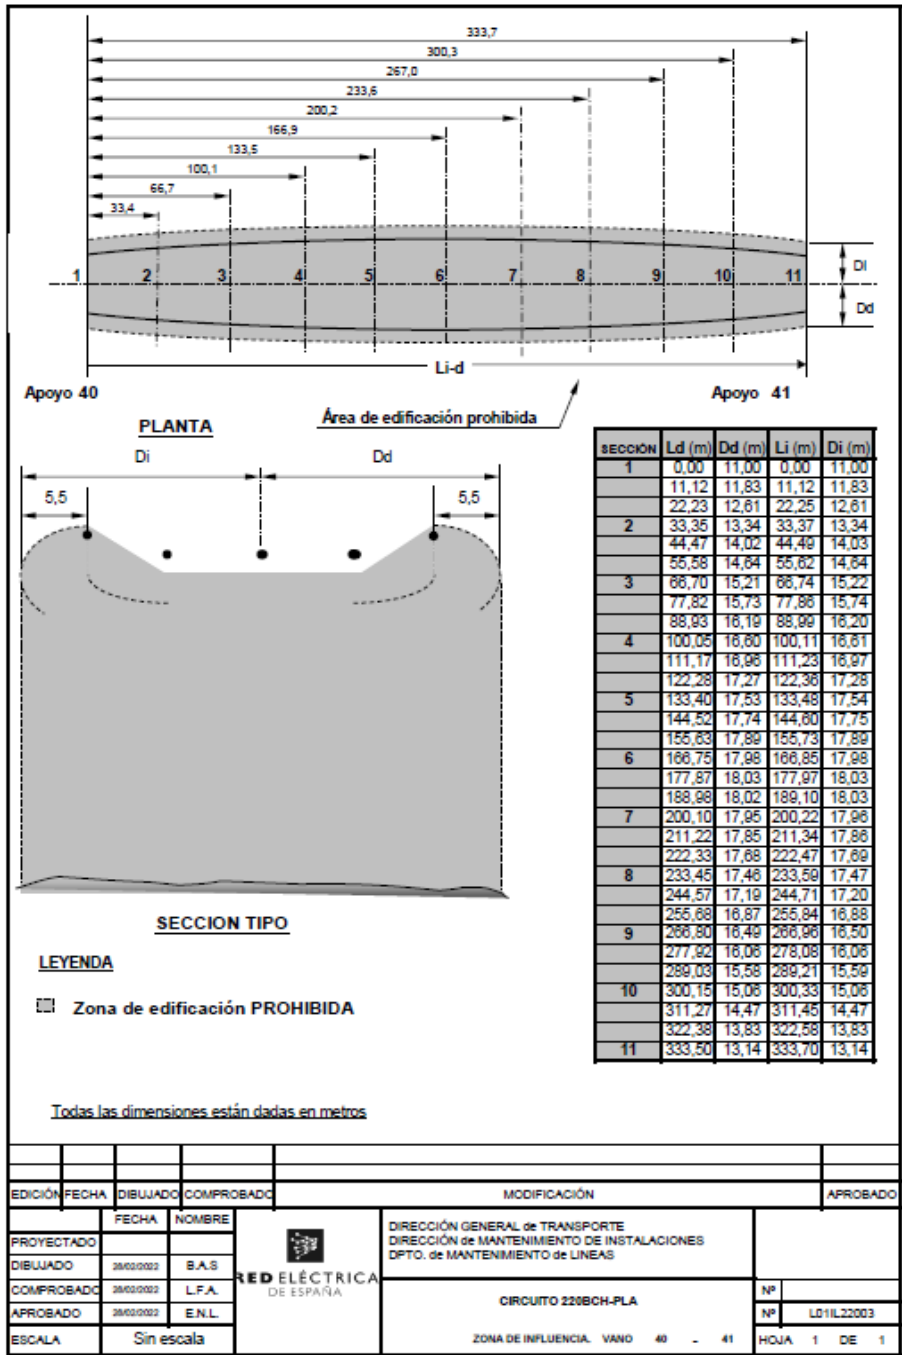 333,7
300,3
267,0
233,6
200,2
166,9
133,5
100,1
66,7
33,4
1 2 3 4 5 6 7 8 9 10 11
Di
Dd
Li-d
Apoyo 40
Apoyo 41
Área de edificación prohibida
PLANTA
Di Dd
5,5 5,5
SECCION TIPO
LEYENDA
Zona de edificación PROHIBIDA
SECCIÓN Ld (m) Dd (m) Li (m) Di (m)
1 0,00 11,00 0,00 11,00
11,12 11,83 11,12 11,83
22,23 12,61 22,25 12,61
2 33,35 13,34 33,37 13,34
44,47 14,02 44,49 14,03
55,58 14,64 55,62 14,64
3 66,70 15,21 66,74 15,22
77,82 15,73 77,86 15,74
88,93 16,19 88,99 16,20
4 100,05 16,60 100,11 16,61
111,17 16,96 111,23 16,97
122,28 17,27 122,36 17,28
5 133,40 17,53 133,48 17,54
144,52 17,74 144,60 17,75
155,63 17,89 155,73 17,89
6 166,75 17,98 166,85 17,98
177,87 18,03 177,97 18,03
188,98 18,02 189,10 18,03
7 200,10 17,95 200,22 17,96
211,22 17,85 211,34 17,86
222,33 17,68 222,47 17,69
8 233,45 17,46 233,59 17,47
244,57 17,19 244,71 17,20
255,68 16,87 255,84 16,88
9 266,80 16,49 266,96 16,50
277,92 16,06 278,08 16,06
289,03 15,58 289,21 15,59
10 300,15 15,06 300,33 15,06
311,27 14,47 311,45 14,47
322,38 13,83 322,58 13,83
11 333,50 13,14 333,70 13,14
Todas las dimensiones están dadas en metros
EDICIÓN FECHA DIBUJADO COMPROBADO MODIFICACIÓN APROBADO
FECHA NOMBRE
PROYECTADO
DIBUJADO 28/02/2022 B.A.S
COMPROBADO 28/02/2022 L.F.A.
APROBADO 28/02/2022 E.N.L.
ESCALA Sin escala
RED ELÉCTRICA
DE ESPAÑA
DIRECCIÓN GENERAL de TRANSPORTE
DIRECCIÓN de MANTENIMIENTO DE INSTALACIONES
DPTO. de MANTENIMIENTO de LINEAS
CIRCUITO 220BCH-PLA
ZONA DE INFLUENCIA. VANO 40 - 41
Nº
Nº L01IL22003
HOJA 1 DE 1